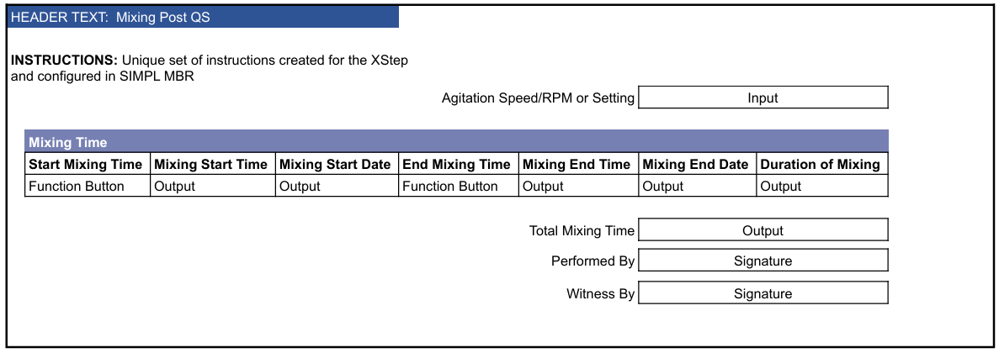 HEADER TEXT:  Mixing Post QS
INSTRUCTIONS: Unique set of instructions created for the XStep
and configured in SIMPL MBR
Agitation Speed/RPM or Setting Input
Mixing Time
Start Mixing Time Mixing Start Time Mixing Start Date End Mixing Time Mixing End Time Mixing End Date Duration of Mixing
Function Button Output Output Function Button Output Output Output
Total Mixing Time Output
Performed By Signature
Witness By Signature